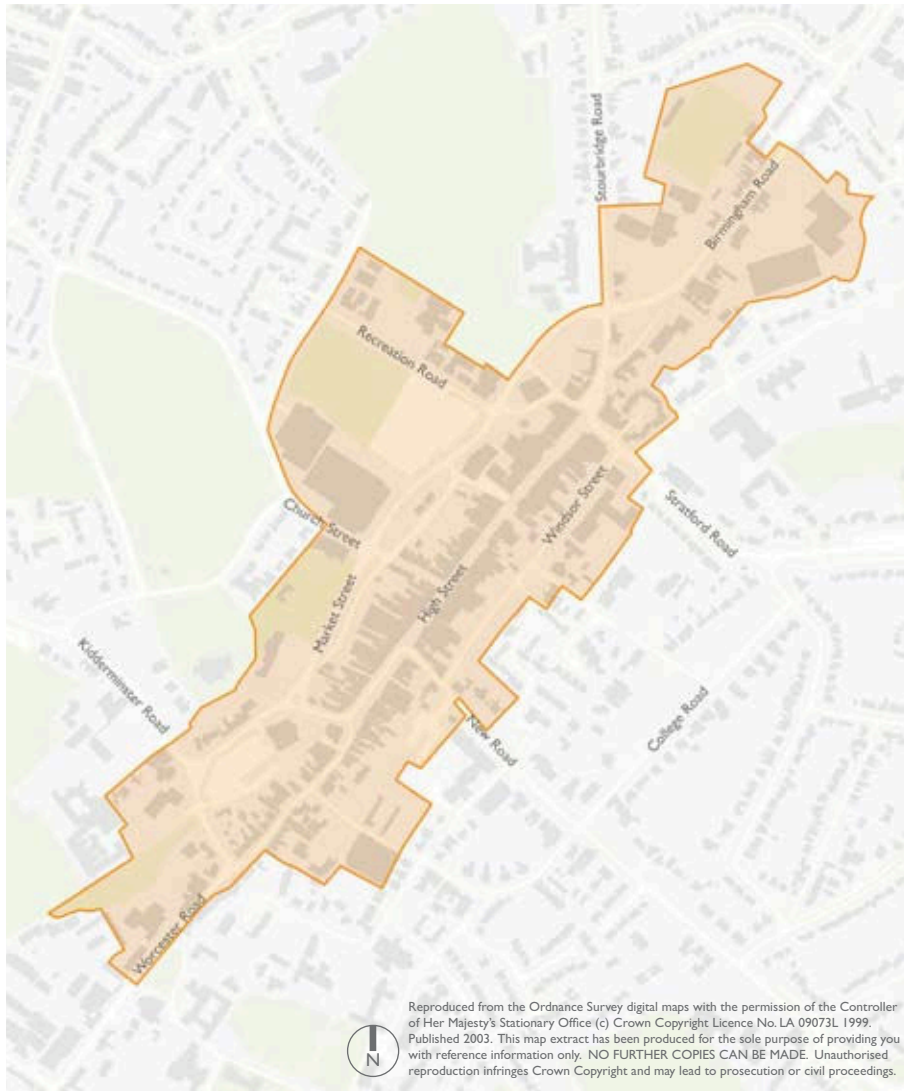 Stourbridge Road
Birmingham Road
Recreation Road
Church Street
Windsor Street
Stratford Road
Market Street
High Street
Kidderminster Road
New Road
College Road
Worcester Road
N
Reproduced from the Ordnance Survey digital maps with the permission of the Controller
of Her Majesty's Stationary Office (c) Crown Copyright Licence No. LA 09073L 1999.
Published 2003. This map extract has been produced for the sole purpose of providing you
with reference information only. NO FURTHER COPIES CAN BE MADE. Unauthorised
reproduction infringes Crown Copyright and may lead to prosecution or civil proceedings.